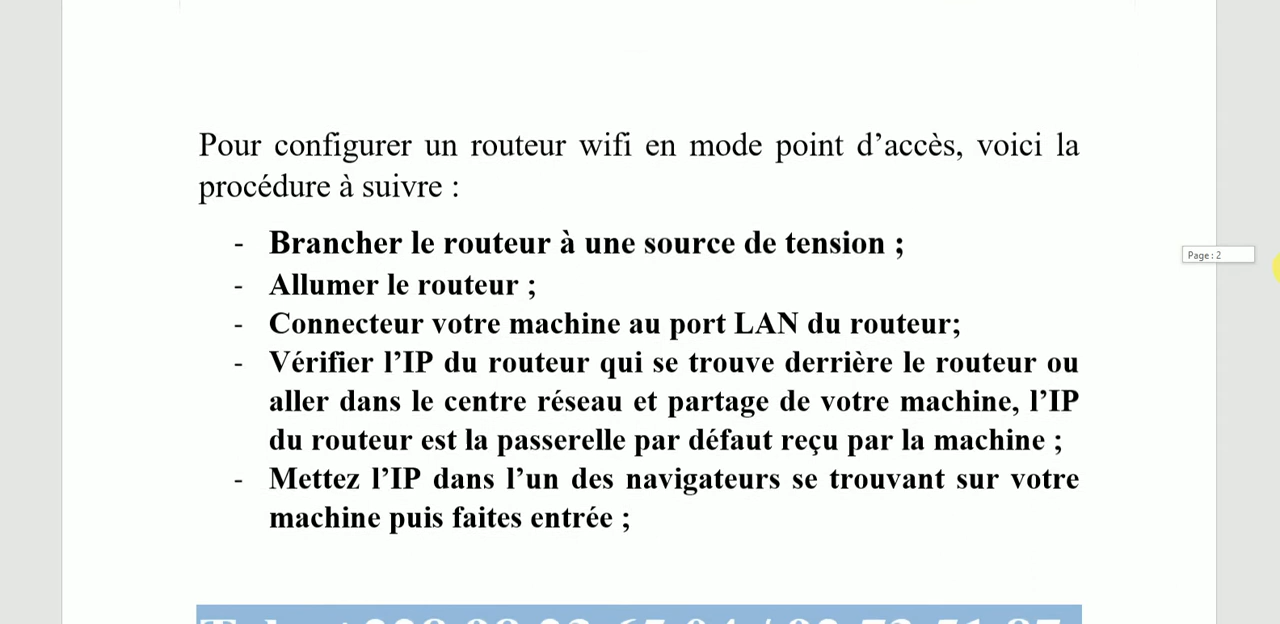 Pour configurer un routeur wifi en mode point d’accès, voici la
procédure à suivre :
- Brancher le routeur à une source de tension ;
- Allumer le routeur ;
- Connecteur votre machine au port LAN du routeur;
- Vérifier l’IP du routeur qui se trouve derrière le routeur ou
aller dans le centre réseau et partage de votre machine, l’IP
du routeur est la passerelle par défaut reçu par la machine ;
- Mettez l’IP dans l’un des navigateurs se trouvant sur votre
machine puis faites entrée ;
Page : 2